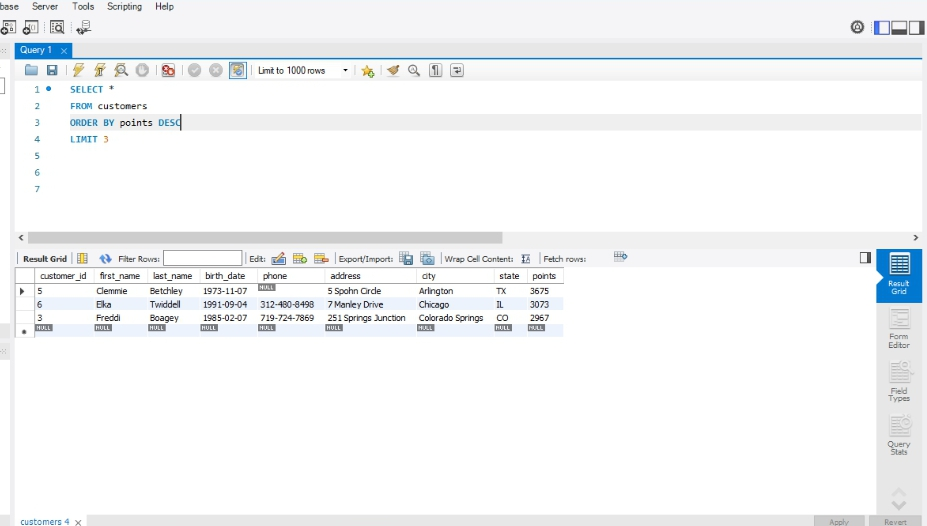 base Server Tools Scripting Help
Query 1
Limit to 1000 rows
1 SELECT *
2 FROM customers
3 ORDER BY points DESC
4 LIMIT 3
5
6
7
Result Grid Filter Rows: Edit: Export/Import: Wrap Cell Content: Fetch rows:
customer_id first_name last_name birth_date phone address city state points
5 Clemmie Betchley 1973-11-07 NULL 5 Spohn Circle Arlington TX 3675
6 Elka Twiddell 1991-09-04 312-480-8498 7 Manley Drive Chicago IL 3073
3 Freddi Boagey 1985-02-07 719-724-7869 251 Springs Junction Colorado Springs CO 2967
NULL NULL NULL NULL NULL NULL NULL NULL NULL
Result
Grid
Form
Editor
Field
Types
Query
Stats
customers 4
Apply Revert